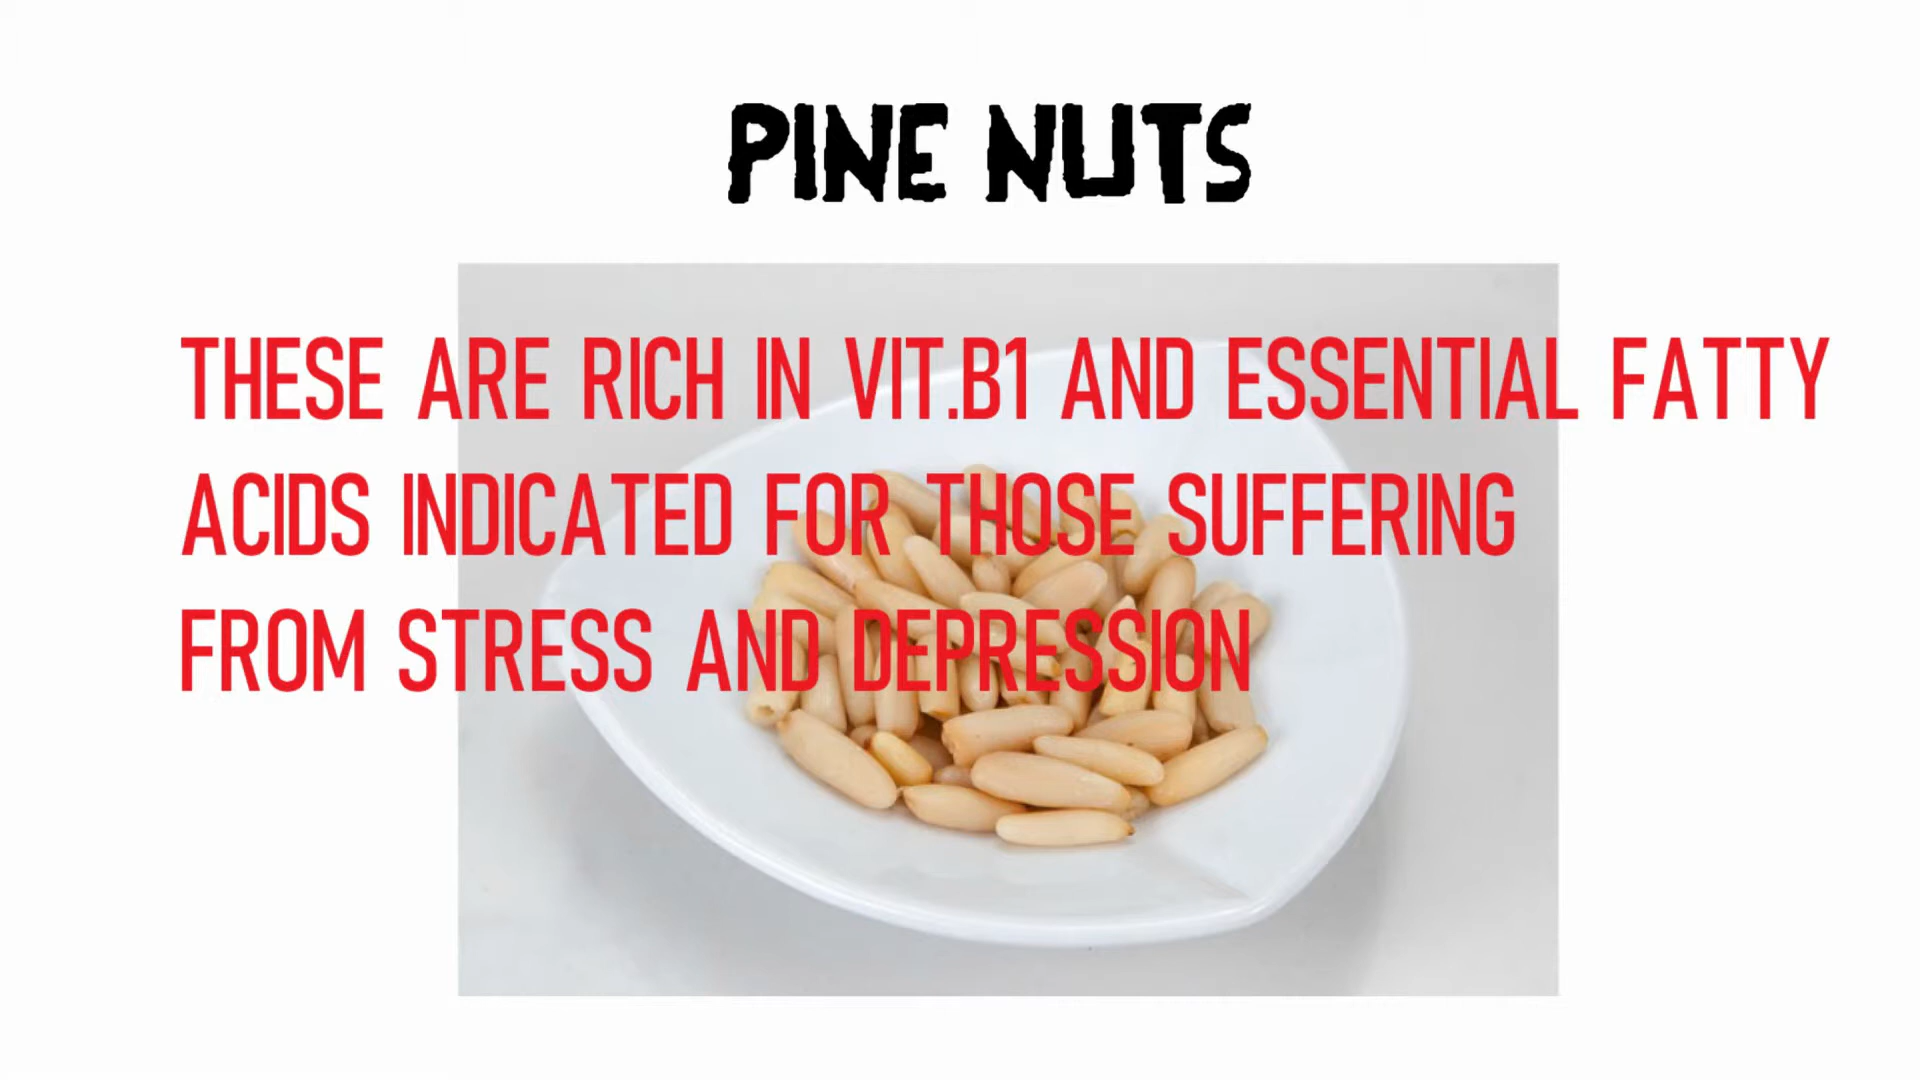 PINE NUTS
THESE ARE RICH IN VIT.B1 AND ESSENTIAL FATTY
ACIDS INDICATED FOR THOSE SUFFERING
FROM STRESS AND DEPRESSION